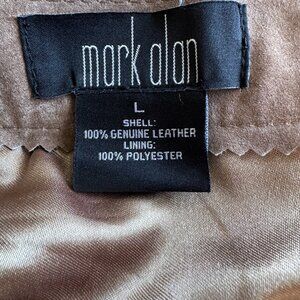 mark alan
L
SHELL:
100% GENUINE LEATHER
LINING:
100% POLYESTER